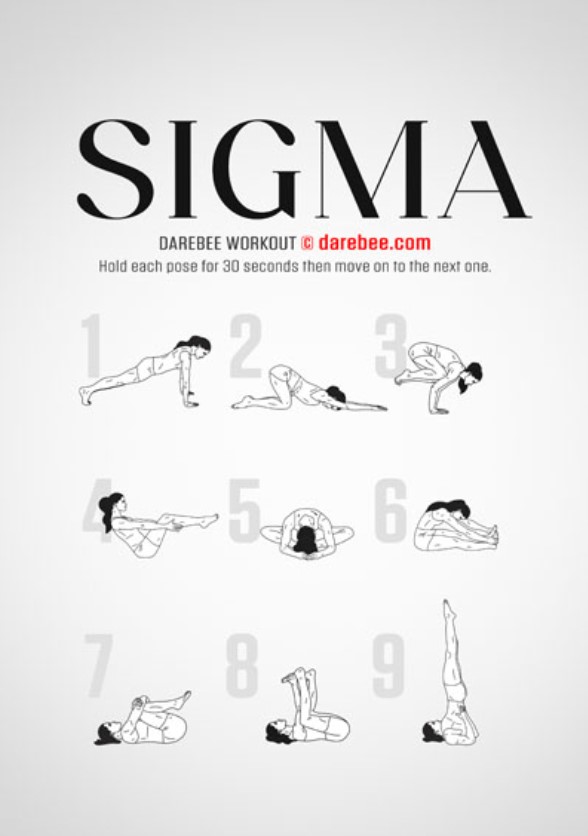 SIGMA
DAREBEE WORKOUT © darebee.com
Hold each pose for 30 seconds then move on to the next one.
1 2 3
4 5 6
7 8 9